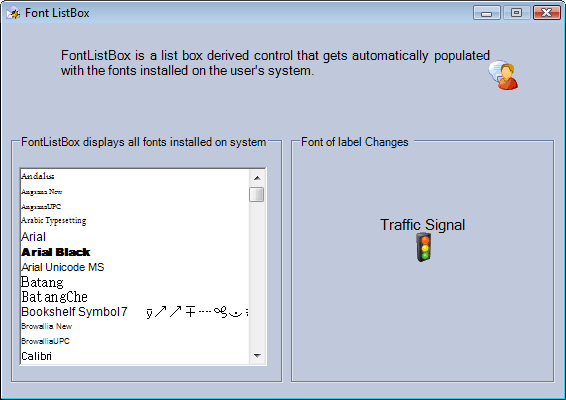 Font ListBox
FontListBox is a list box derived control that gets automatically populated
with the fonts installed on the user's system.
FontListBox displays all fonts installed on system
Andalus
Angsana New
AngsanaUPC
Arabic Typesetting
Arial
Arial Black
Arial Unicode MS
Batang
BatangChe
Bookshelf Symbol 7
Browallia New
BrowalliaUPC
Calibri
Font of label Changes
Traffic Signal